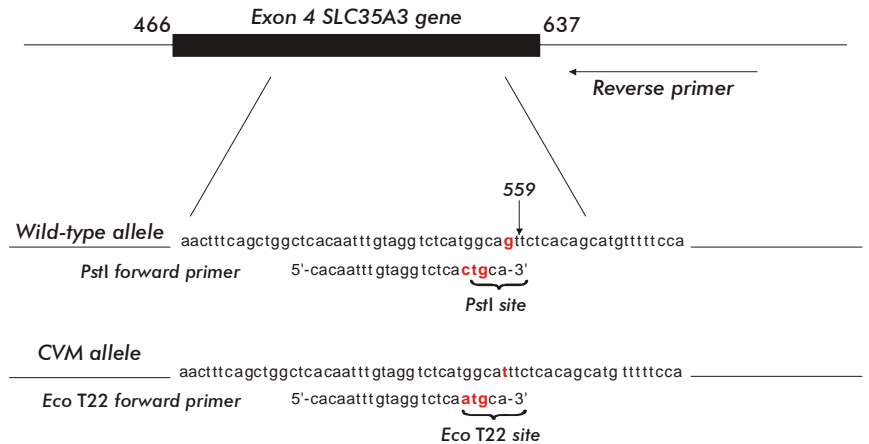 Exon 4 SLC35A3 gene
466
637
Reverse primer
559
Wild-type allele
aactttcagctggctcacaatttgtaggtctcatggcagttctcacagcatgtttttcca
PstI forward primer
5'-cacaatttgtaggtctcactgca-3'
PstI site
CVM allele
aactttcagctggctcacaatttgtaggtctcatggcatttctcacagcatgtttttcca
Eco T22 forward primer
5'-cacaatttgtaggtctcaatgca-3'
Eco T22 site